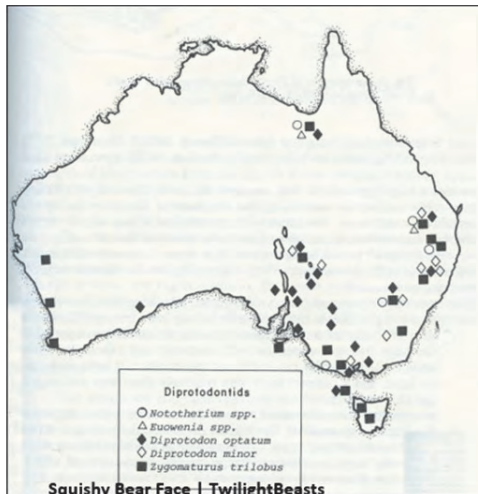 Diprotodontids
Nototherium spp.
Euowenia spp.
Diprotodon optatum
Diprotodon minor
Zygomaturus trilobus
Squishy Bear Face | TwilightBeasts